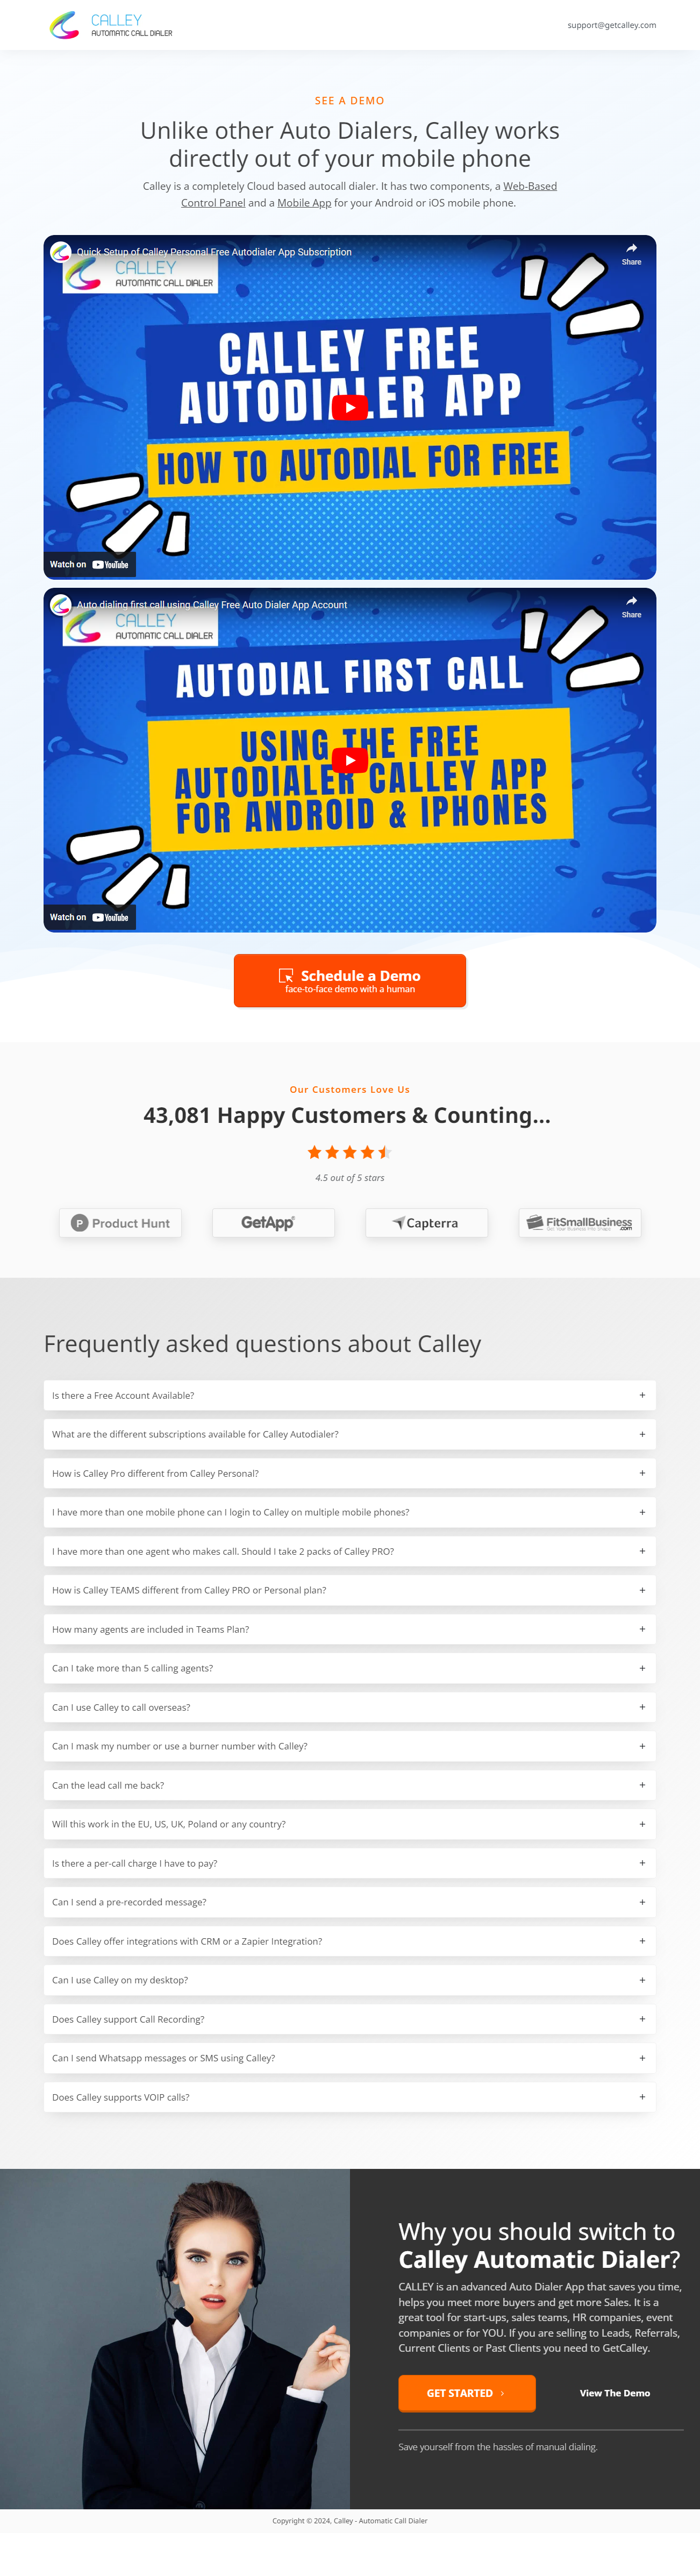 CALLEY
AUTOMATIC CALL DIALER
support@getcalley.com
SEE A DEMO
Unlike other Auto Dialers, Calley works
directly out of your mobile phone
Calley is a completely Cloud based autocall dialer. It has two components, a Web-Based
Control Panel and a Mobile App for your Android or iOS mobile phone.
Quick Setup of Calley Personal Free Autodialer App Subscription
Share
CALLEY
AUTOMATIC CALL DIALER
CALLEY FREE
AUTODIALER APP
HOW TO AUTODIAL FOR FREE
Watch on YouTube
Auto dialing first call using Calley Free Auto Dialer App Account
Share
CALLEY
AUTOMATIC CALL DIALER
AUTODIAL FIRST CALL
USING THE FREE
AUTODIALER CALLEY APP
FOR ANDROID & IPHONES
Watch on YouTube
Schedule a Demo
face-to-face demo with a human
Our Customers Love Us
43,081 Happy Customers & Counting...
4.5 out of 5 stars
P Product Hunt
GetApp
Capterra
FitSmallBusiness
.com
Frequently asked questions about Calley
Is there a Free Account Available? +
What are the different subscriptions available for Calley Autodialer? +
How is Calley Pro different from Calley Personal? +
I have more than one mobile phone can I login to Calley on multiple mobile phones? +
I have more than one agent who makes call. Should I take 2 packs of Calley PRO? +
How is Calley TEAMS different from Calley PRO or Personal plan? +
How many agents are included in Teams Plan? +
Can I take more than 5 calling agents? +
Can I use Calley to call overseas? +
Can I mask my number or use a burner number with Calley? +
Can the lead call me back? +
Will this work in the EU, US, UK, Poland or any country? +
Is there a per-call charge I have to pay? +
Can I send a pre-recorded message? +
Does Calley offer integrations with CRM or a Zapier Integration? +
Can I use Calley on my desktop? +
Does Calley support Call Recording? +
Can I send Whatsapp messages or SMS using Calley? +
Does Calley supports VOIP calls? +
Why you should switch to
Calley Automatic Dialer?
CALLEY is an advanced Auto Dialer App that saves you time,
helps you meet more buyers and get more Sales. It is a
great tool for start-ups, sales teams, HR companies, event
companies or for YOU. If you are selling to Leads, Referrals,
Current Clients or Past Clients you need to GetCalley.
GET STARTED
View The Demo
Save yourself from the hassles of manual dialing.
Copyright © 2024, Calley - Automatic Call Dialer